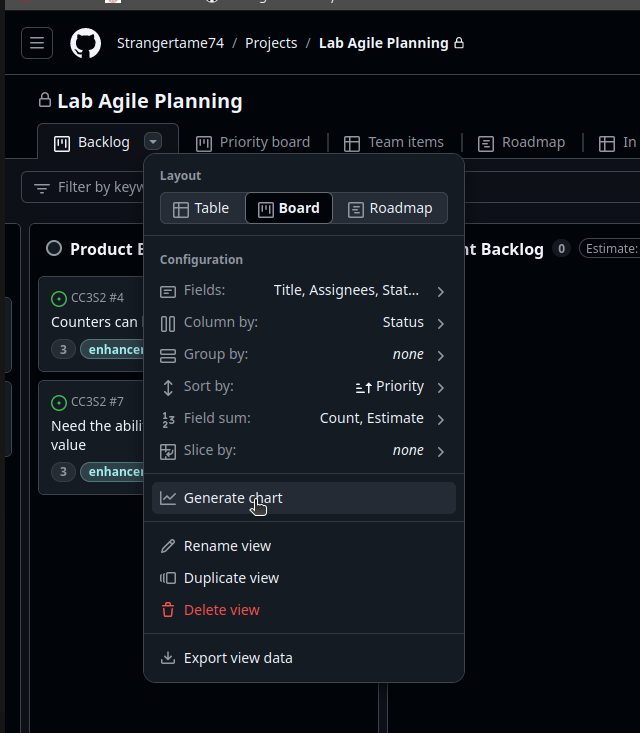 Strangertame74 / Projects / Lab Agile Planning
Lab Agile Planning
Backlog Priority board Team items Roadmap In
Filter by keyw
Layout
Table Board Roadmap
Configuration
Fields: Title, Assignees, Stat...
Column by: Status
Group by: none
Sort by: Priority
Field sum: Count, Estimate
Slice by: none
Generate chart
Rename view
Duplicate view
Delete view
Export view data
Product B
CC3S2 #4
Counters can
3 enhancer
CC3S2 #7
Need the abili
value
3 enhancer
nt Backlog 0 Estimate: